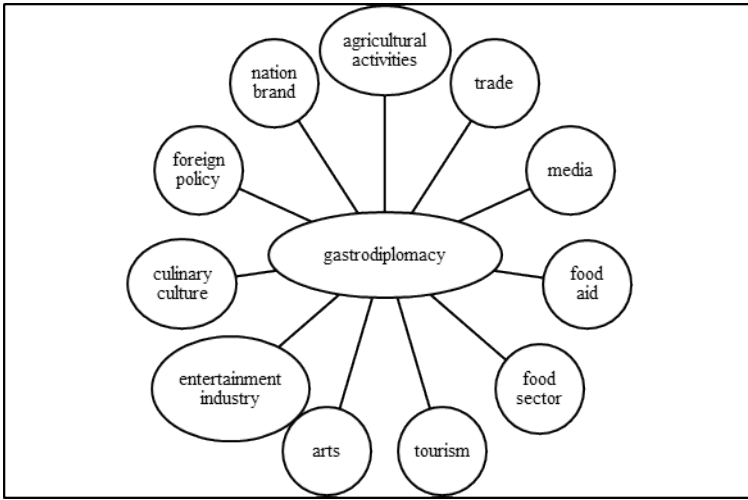 agricultural
activities
nation
brand
trade
foreign
policy
media
gastrodiplomacy
culinary
culture
food
aid
entertainment
industry
food
sector
arts
tourism